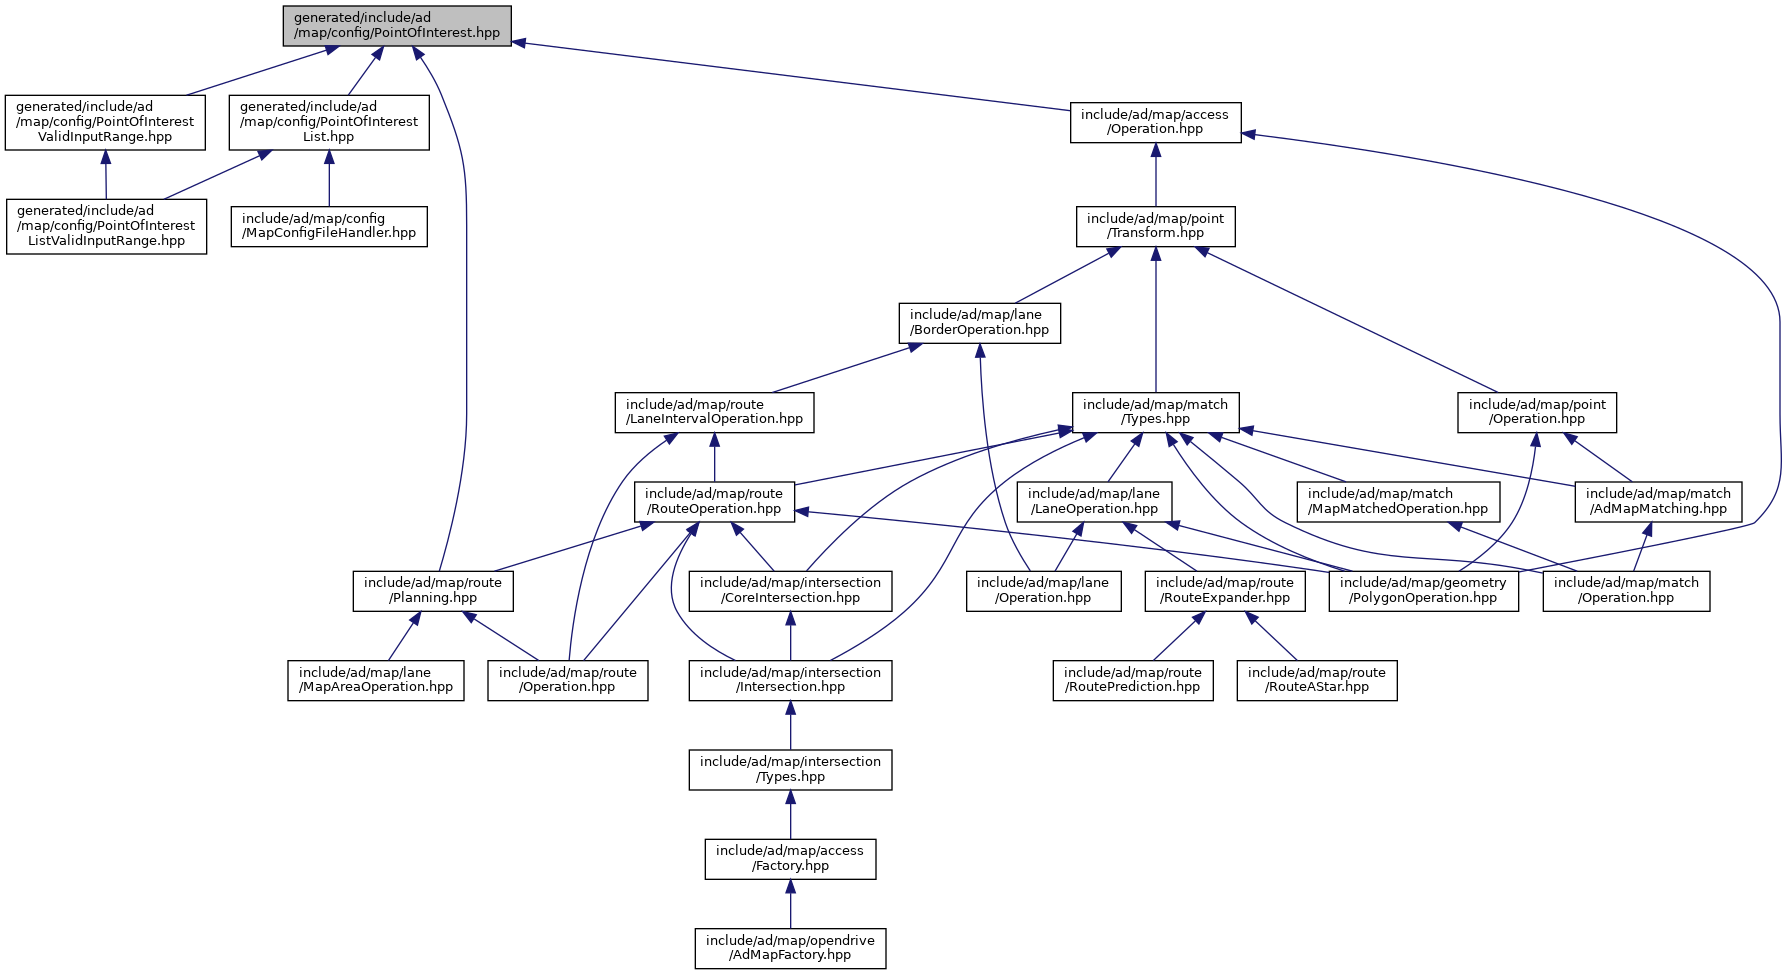 generated/include/ad
/map/config/PointOfInterest.hpp
generated/include/ad
/map/config/PointOfInterest
ValidInputRange.hpp
generated/include/ad
/map/config/PointOfInterest
List.hpp
include/ad/map/access
/Operation.hpp
generated/include/ad
/map/config/PointOfInterest
ListValidInputRange.hpp
include/ad/map/config
/MapConfigFileHandler.hpp
include/ad/map/point
/Transform.hpp
include/ad/map/lane
/BorderOperation.hpp
include/ad/map/route
/LaneIntervalOperation.hpp
include/ad/map/match
/Types.hpp
include/ad/map/point
/Operation.hpp
include/ad/map/route
/RouteOperation.hpp
include/ad/map/lane
/LaneOperation.hpp
include/ad/map/match
/MapMatchedOperation.hpp
include/ad/map/match
/AdMapMatching.hpp
include/ad/map/route
/Planning.hpp
include/ad/map/intersection
/CoreIntersection.hpp
include/ad/map/lane
/Operation.hpp
include/ad/map/route
/RouteExpander.hpp
include/ad/map/geometry
/PolygonOperation.hpp
include/ad/map/match
/Operation.hpp
include/ad/map/lane
/MapAreaOperation.hpp
include/ad/map/route
/Operation.hpp
include/ad/map/intersection
/Intersection.hpp
include/ad/map/route
/RoutePrediction.hpp
include/ad/map/route
/RouteAStar.hpp
include/ad/map/intersection
/Types.hpp
include/ad/map/access
/Factory.hpp
include/ad/map/opendrive
/AdMapFactory.hpp